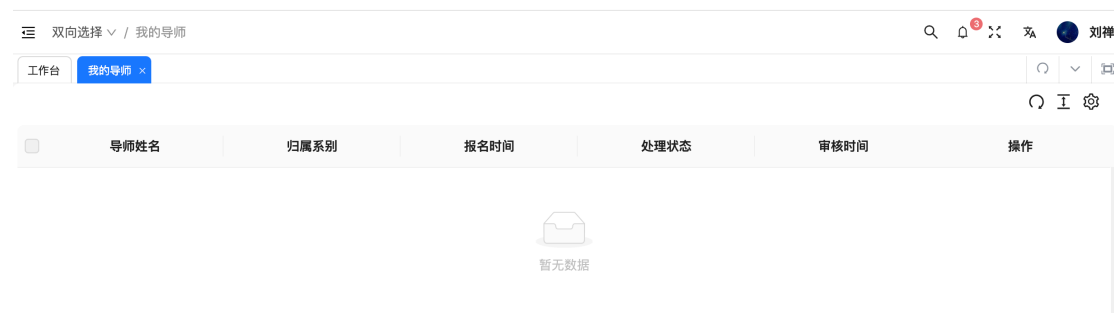 双向选择 / 我的导师 3 刘禅
工作台 我的导师 ×
导师姓名 归属系别 报名时间 处理状态 审核时间 操作
暂无数据